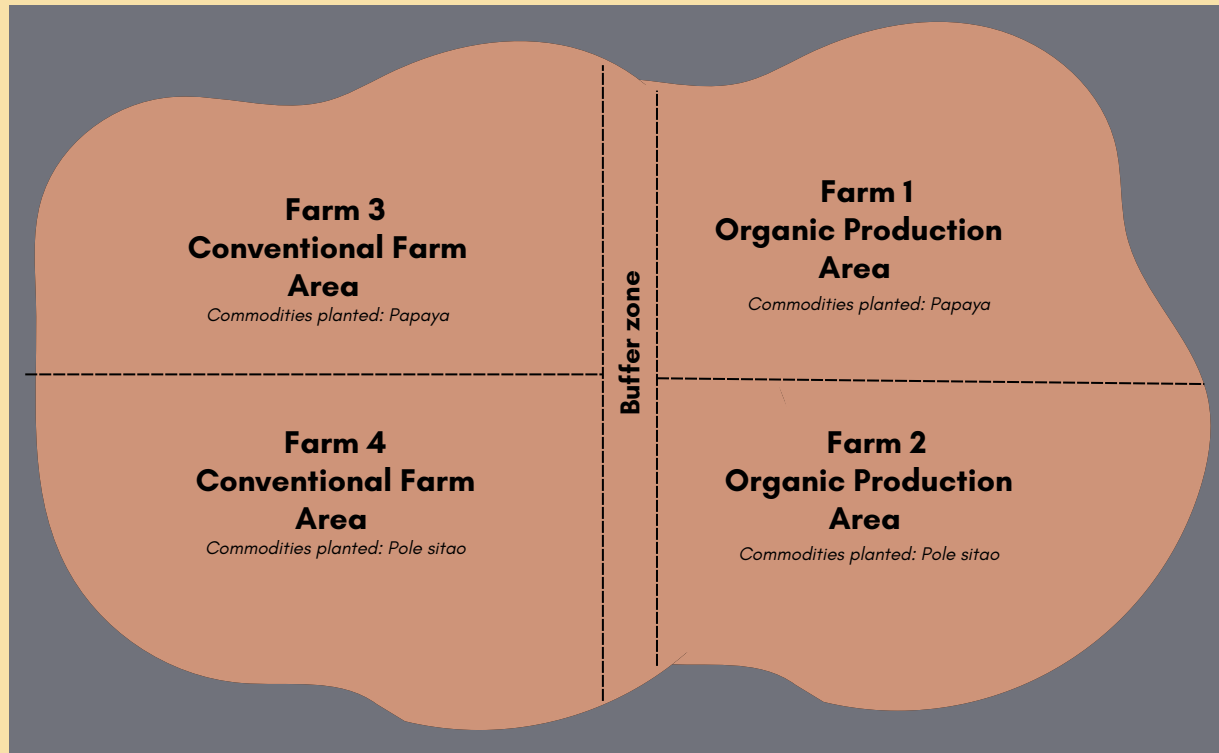 Farm 3
Conventional Farm
Area
Commodities planted: Papaya
Farm 4
Conventional Farm
Area
Commodities planted: Pole sitao
Buffer zone
Farm 1
Organic Production
Area
Commodities planted: Papaya
Farm 2
Organic Production
Area
Commodities planted: Pole sitao